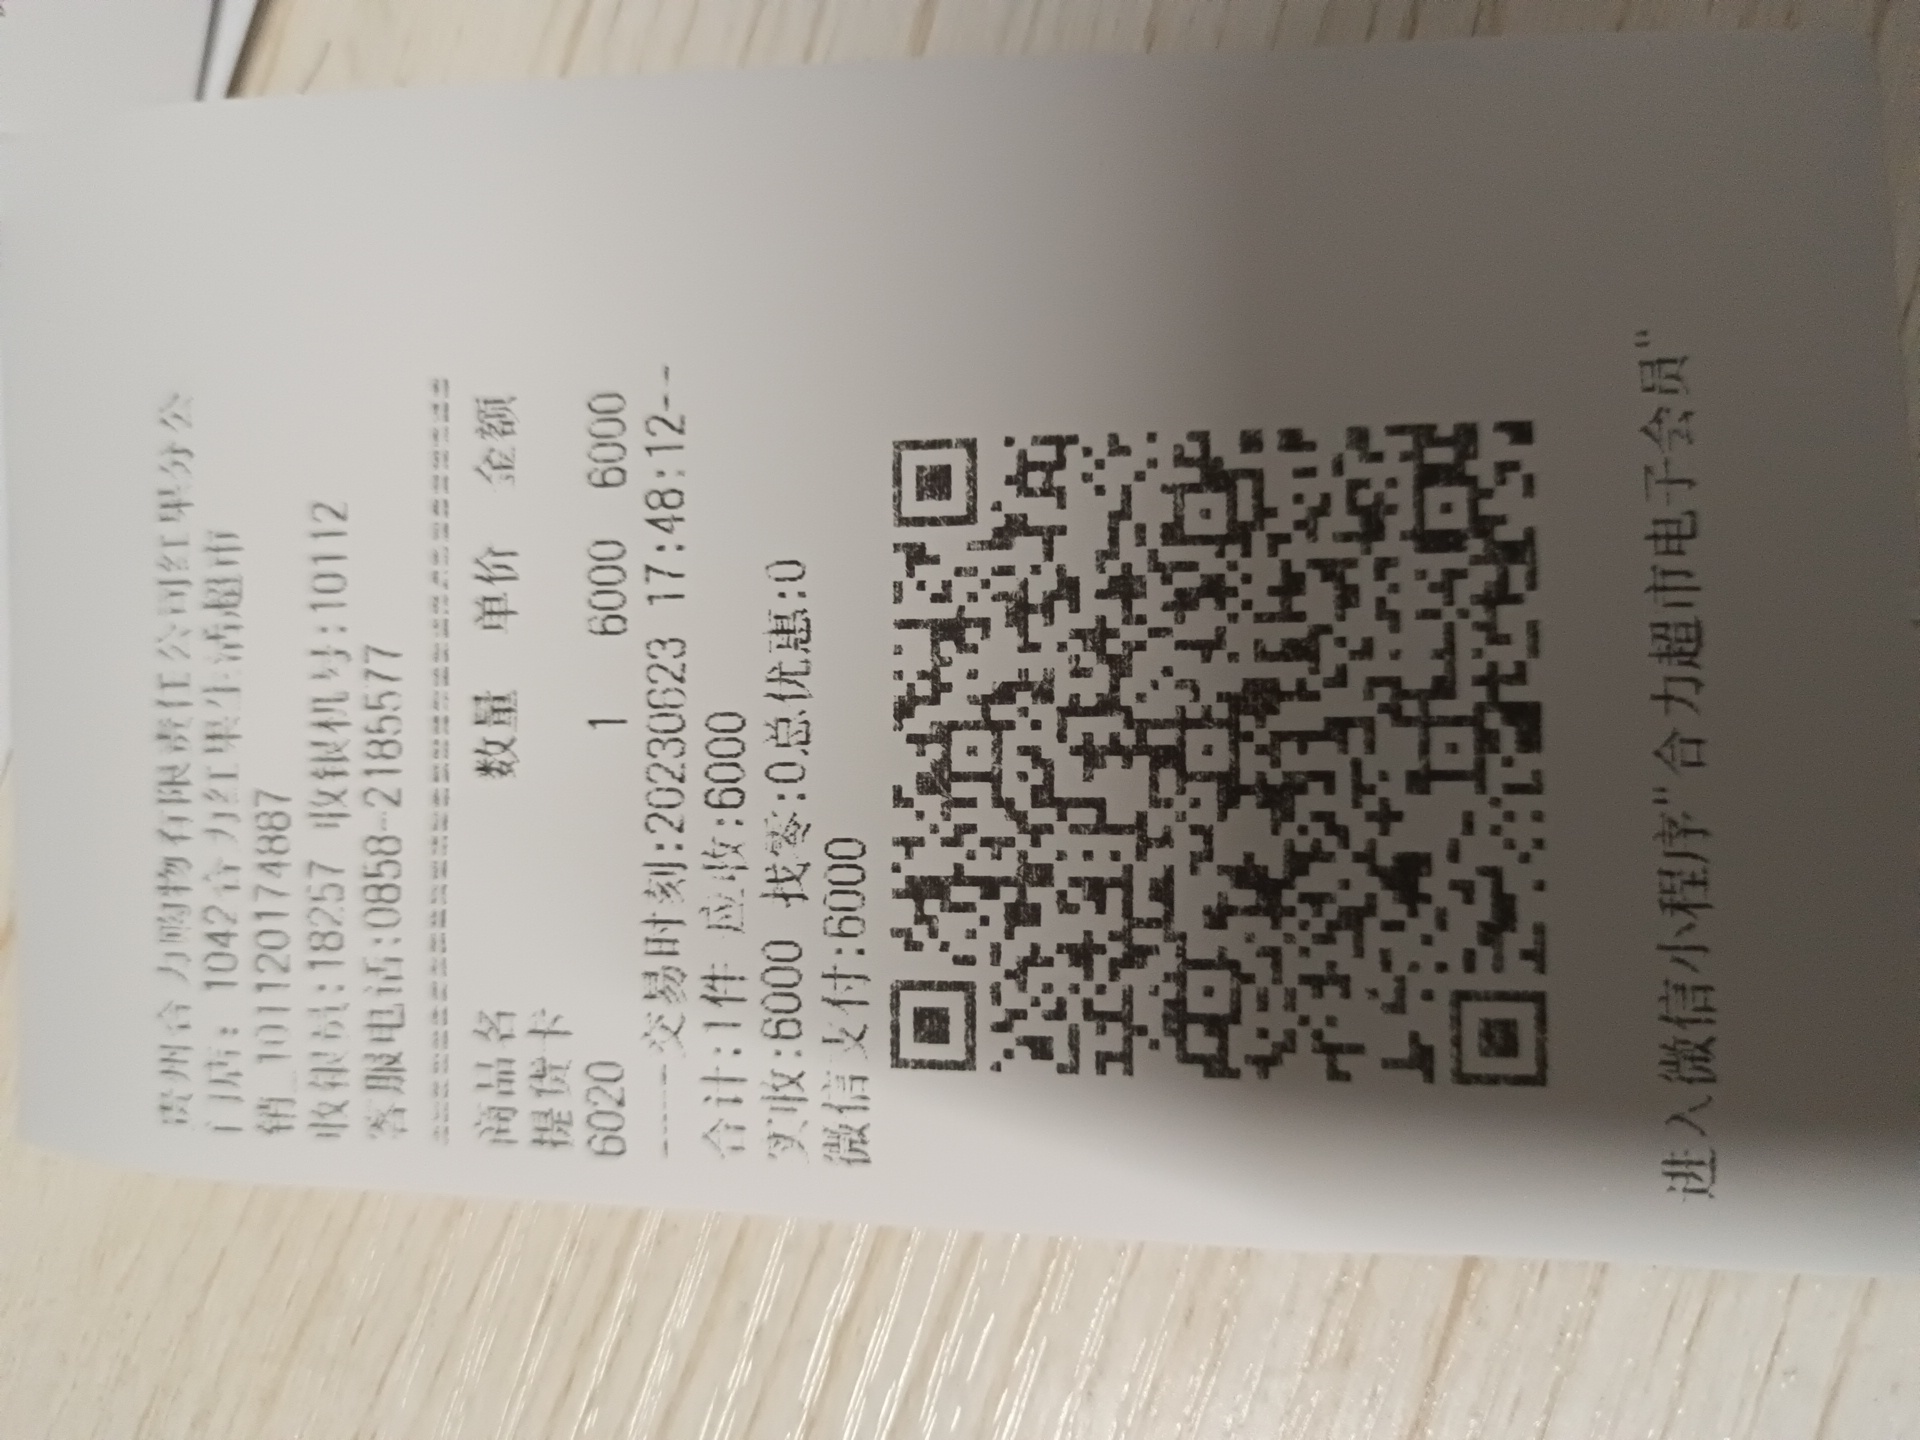 贵州合力购物有限责任公司红果分公
门店: 1042合力红果生活超市
销_1011201174887
收银员:18257 收银机号:10112
客服电话:0858-2185577
================================
商品名 数量 单价 金额
提货卡
6020 1 6000 6000
-----交易时刻:20230623 17:48:12--
合计:1件 应收:6000
实收:6000 找零:0总优惠:0
微信支付:6000
进入微信小程序"合力超市电子会员"